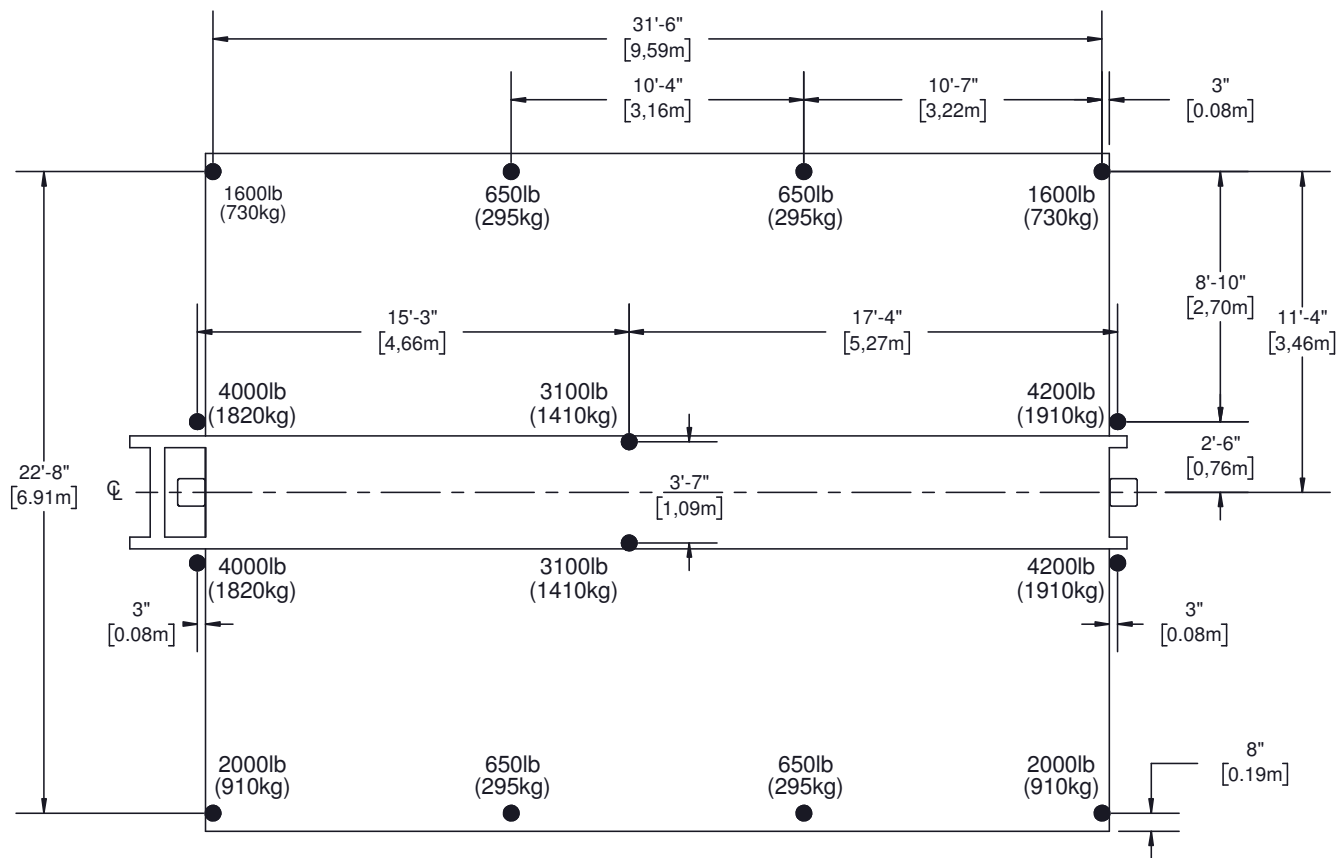 31'-6"
[9,59m]
10'-4"
[3,16m]
10'-7"
[3,22m]
3"
[0.08m]
1600lb
(730kg)
650lb
(295kg)
650lb
(295kg)
1600lb
(730kg)
8'-10"
[2,70m]
11'-4"
[3,46m]
15'-3"
[4,66m]
17'-4"
[5,27m]
4000lb
(1820kg)
3100lb
(1410kg)
4200lb
(1910kg)
2'-6"
[0,76m]
22'-8"
[6.91m]
℄
3'-7"
[1,09m]
4000lb
(1820kg)
3100lb
(1410kg)
4200lb
(1910kg)
3"
[0.08m]
3"
[0.08m]
2000lb
(910kg)
650lb
(295kg)
650lb
(295kg)
2000lb
(910kg)
8"
[0.19m]